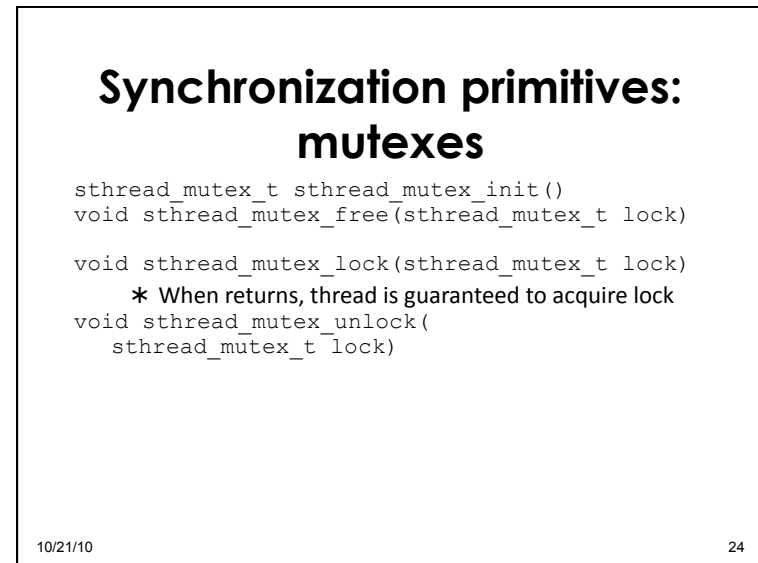 Synchronization primitives:
mutexes
sthread_mutex_t sthread_mutex_init()
void sthread_mutex_free(sthread_mutex_t lock)
void sthread_mutex_lock(sthread_mutex_t lock)
∗ When returns, thread is guaranteed to acquire lock
void sthread_mutex_unlock(
sthread_mutex_t lock)
10/21/10
24